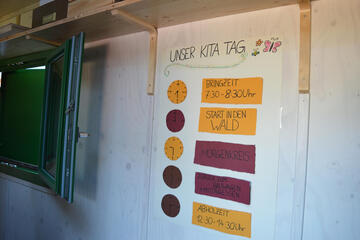 UNSER KITA TAG
BRINGZEIT
7:30 - 8:30 Uhr
START IN DEN
WALD
MORGENKREIS
ABHOLZEIT
12:30 - 14:30 Uhr